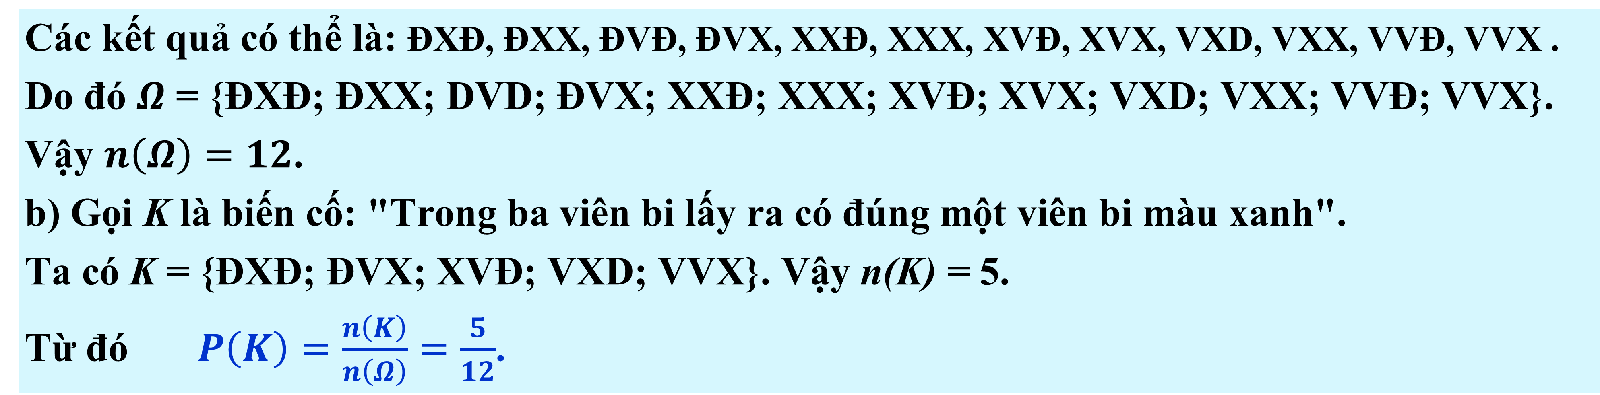 Các kết quả có thể là: ĐXĐ, ĐXX, ĐVĐ, ĐVX, XXĐ, XXX, XVĐ, XVX, VXD, VXX, VVĐ, VVX .
Do đó Ω = {ĐXĐ; ĐXX; DVD; ĐVX; XXĐ; XXX; XVĐ; XVX; VXD; VXX; VVĐ; VVX}.
Vậy n(Ω) = 12.
b) Gọi K là biến cố: "Trong ba viên bi lấy ra có đúng một viên bi màu xanh".
Ta có K = {ĐXĐ; ĐVX; XVĐ; VXD; VVX}. Vậy n(K) = 5.
Từ đó P(K) = n(K)/n(Ω) = 5/12.